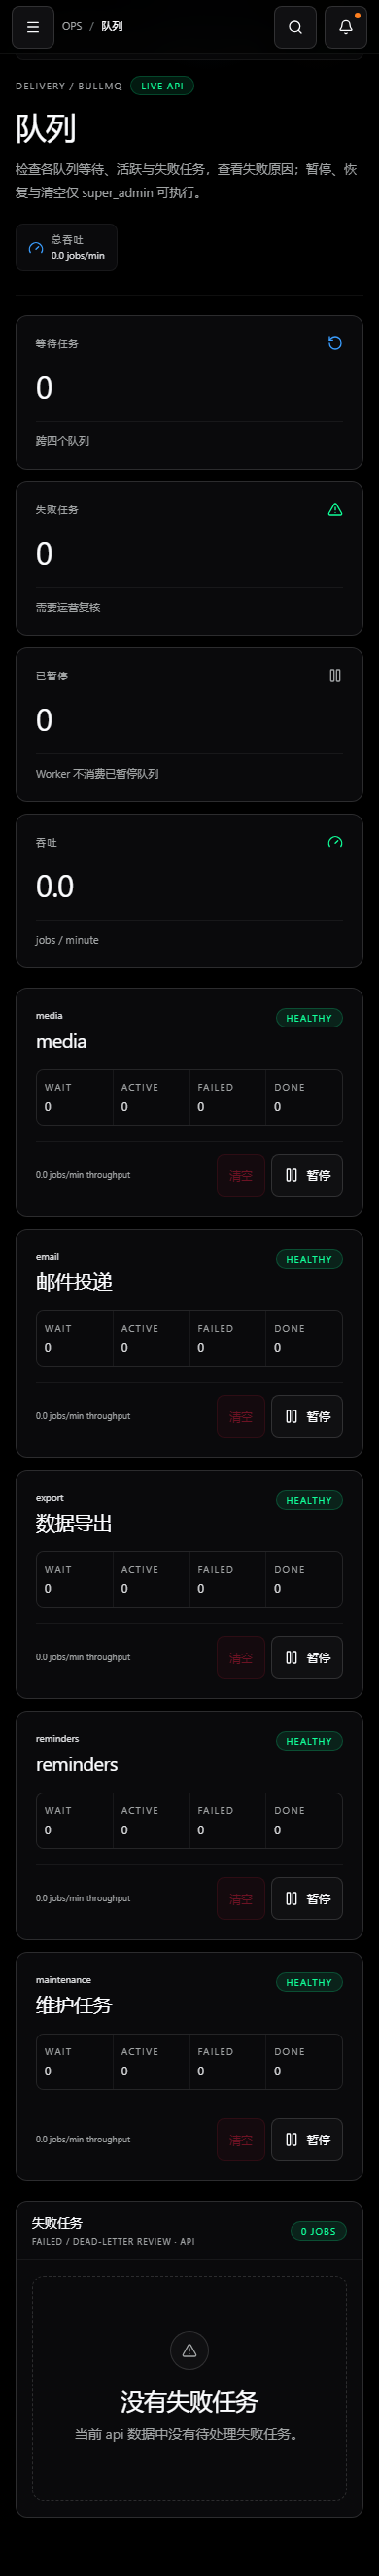 OPS / 队列
DELIVERY / BULLMQ LIVE API
队列
检查各队列等待、活跃与失败任务，查看失败原因；暂停、恢
复与清空仅 super_admin 可执行。
总吞吐
0.0 jobs/min
等待任务
0
跨四个队列
失败任务
0
需要运营复核
已暂停
0
Worker 不消费已暂停队列
吞吐
0.0
jobs / minute
media HEALTHY
media
WAIT ACTIVE FAILED DONE
0 0 0 0
0.0 jobs/min throughput 清空 暂停
email HEALTHY
邮件投递
WAIT ACTIVE FAILED DONE
0 0 0 0
0.0 jobs/min throughput 清空 暂停
export HEALTHY
数据导出
WAIT ACTIVE FAILED DONE
0 0 0 0
0.0 jobs/min throughput 清空 暂停
reminders HEALTHY
reminders
WAIT ACTIVE FAILED DONE
0 0 0 0
0.0 jobs/min throughput 清空 暂停
maintenance HEALTHY
维护任务
WAIT ACTIVE FAILED DONE
0 0 0 0
0.0 jobs/min throughput 清空 暂停
失败任务
FAILED / DEAD-LETTER REVIEW · API 0 JOBS
没有失败任务
当前 api 数据中没有待处理失败任务。